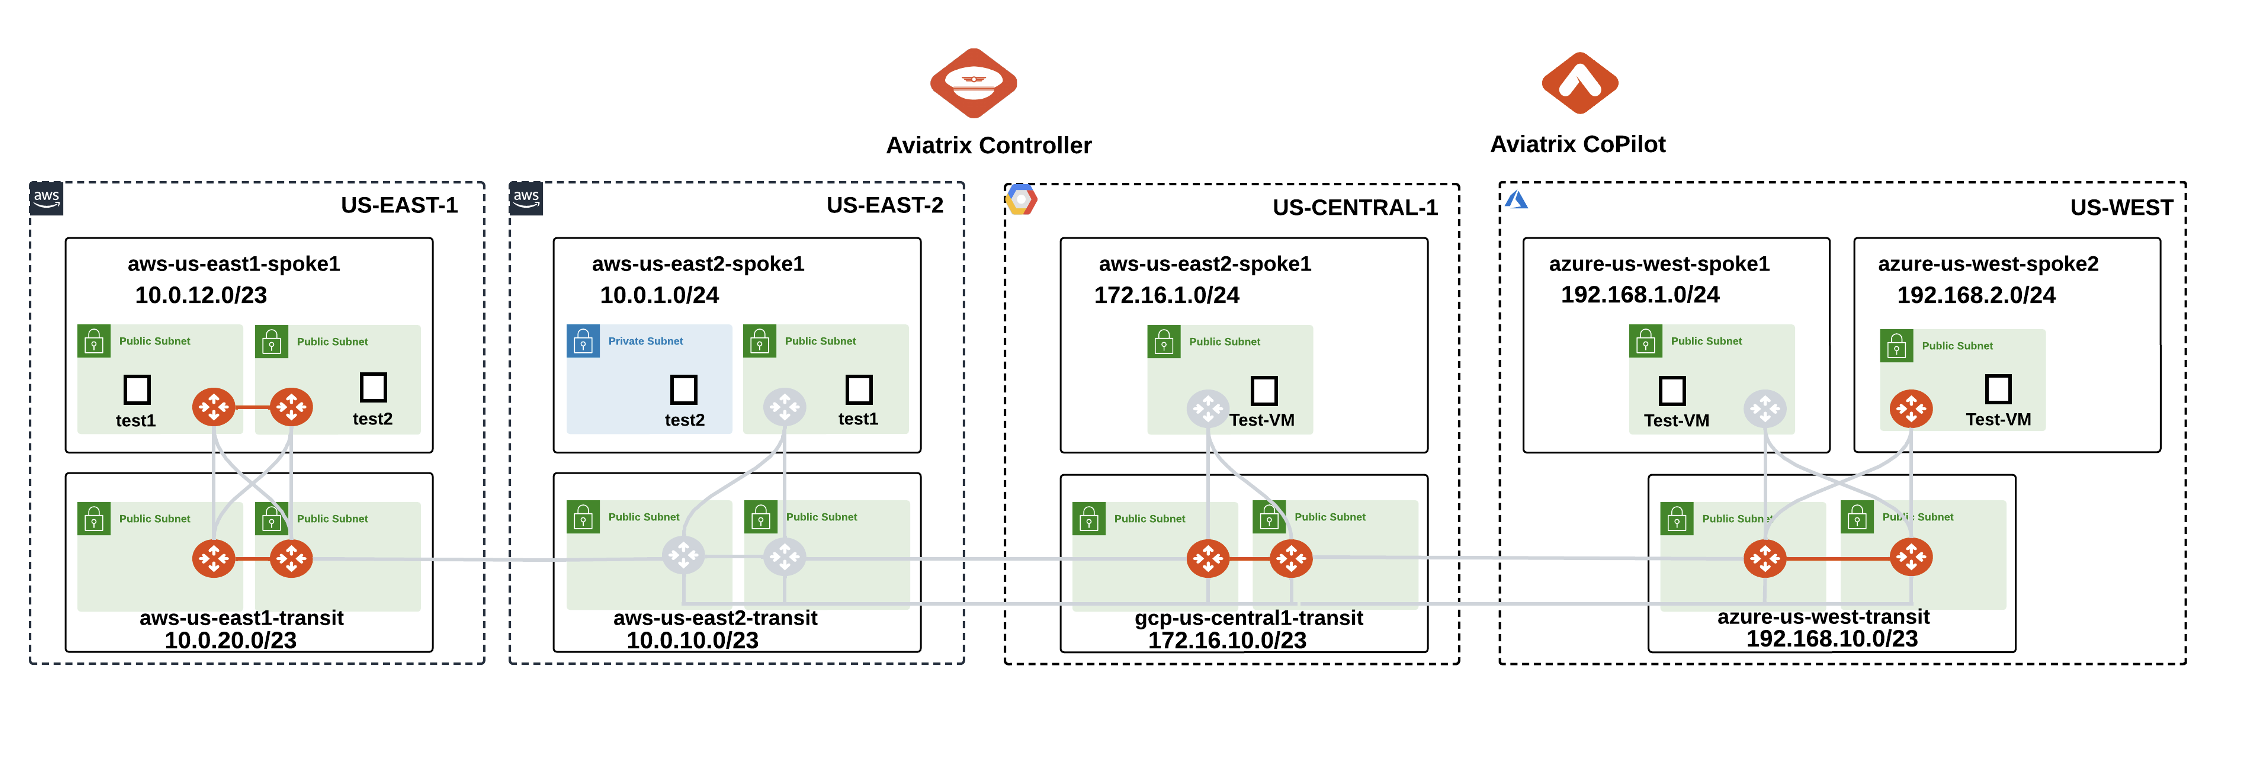 Aviatrix Controller
Aviatrix CoPilot
aws
US-EAST-1
aws-us-east1-spoke1
10.0.12.0/23
Public Subnet
Public Subnet
test1
test2
Public Subnet
Public Subnet
aws-us-east1-transit
10.0.20.0/23
aws
US-EAST-2
aws-us-east2-spoke1
10.0.1.0/24
Private Subnet
Public Subnet
test2
test1
Public Subnet
Public Subnet
aws-us-east2-transit
10.0.10.0/23
US-CENTRAL-1
aws-us-east2-spoke1
172.16.1.0/24
Public Subnet
Test-VM
Public Subnet
Public Subnet
gcp-us-central1-transit
172.16.10.0/23
US-WEST
azure-us-west-spoke1
192.168.1.0/24
Public Subnet
Test-VM
azure-us-west-spoke2
192.168.2.0/24
Public Subnet
Test-VM
Public Subnet
Public Subnet
azure-us-west-transit
192.168.10.0/23